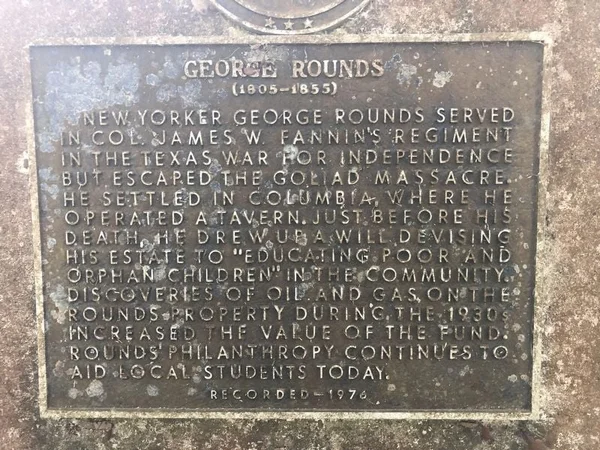 GEORGE ROUNDS
(1805-1855)
NEW YORKER GEORGE ROUNDS SERVED
IN COL. JAMES W. FANNIN'S REGIMENT
IN THE TEXAS WAR FOR INDEPENDENCE
BUT ESCAPED THE GOLIAD MASSACRE.
HE SETTLED IN COLUMBIA, WHERE HE
OPERATED A TAVERN. JUST BEFORE HIS
DEATH, HE DREW UP A WILL DEVISING
HIS ESTATE TO "EDUCATING POOR AND
ORPHAN CHILDREN" IN THE COMMUNITY.
DISCOVERIES OF OIL AND GAS ON THE
ROUNDS PROPERTY DURING THE 1930s
INCREASED THE VALUE OF THE FUND.
ROUNDS' PHILANTHROPY CONTINUES TO
AID LOCAL STUDENTS TODAY.
RECORDED-1976